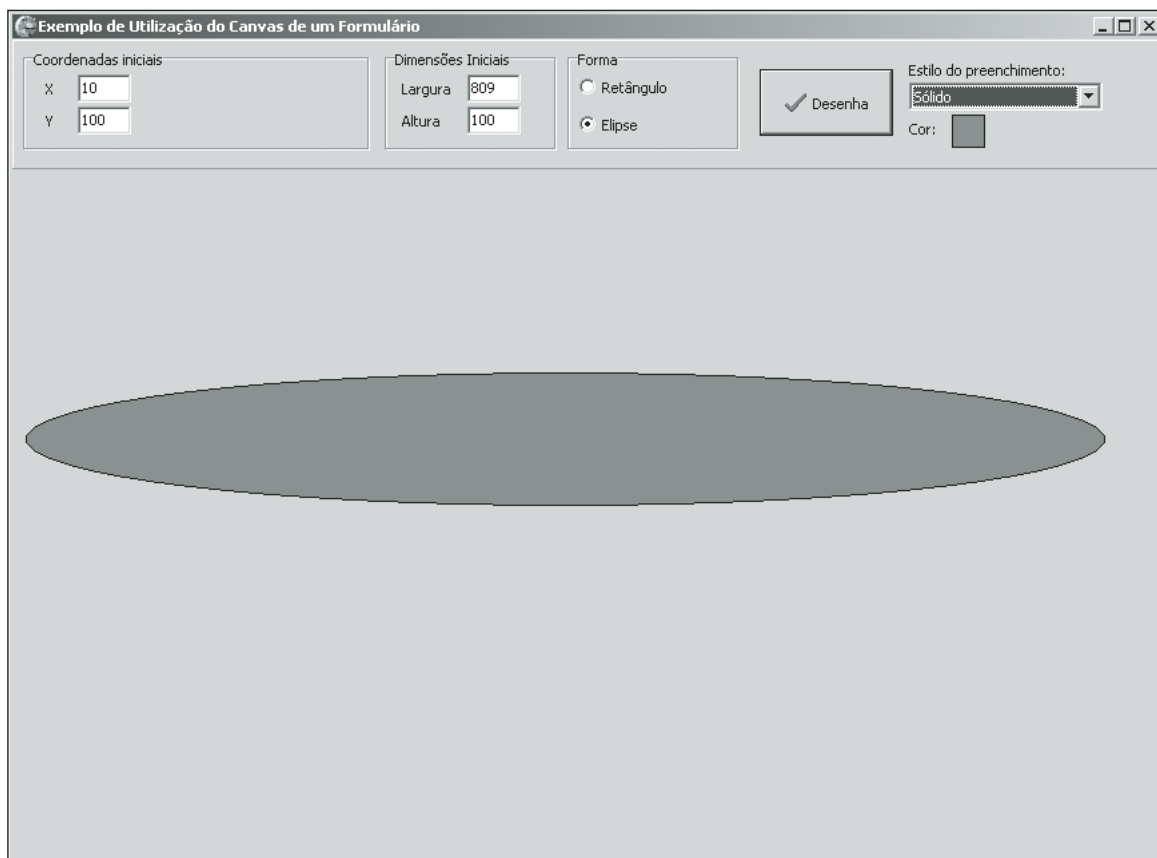 Exemplo de Utilização do Canvas de um Formulário
Coordenadas iniciais
X 10
Y 100
Dimensões Iniciais
Largura 809
Altura 100
Forma
Retângulo
Elipse
Desenha
Estilo do preenchimento:
Sólido
Cor: